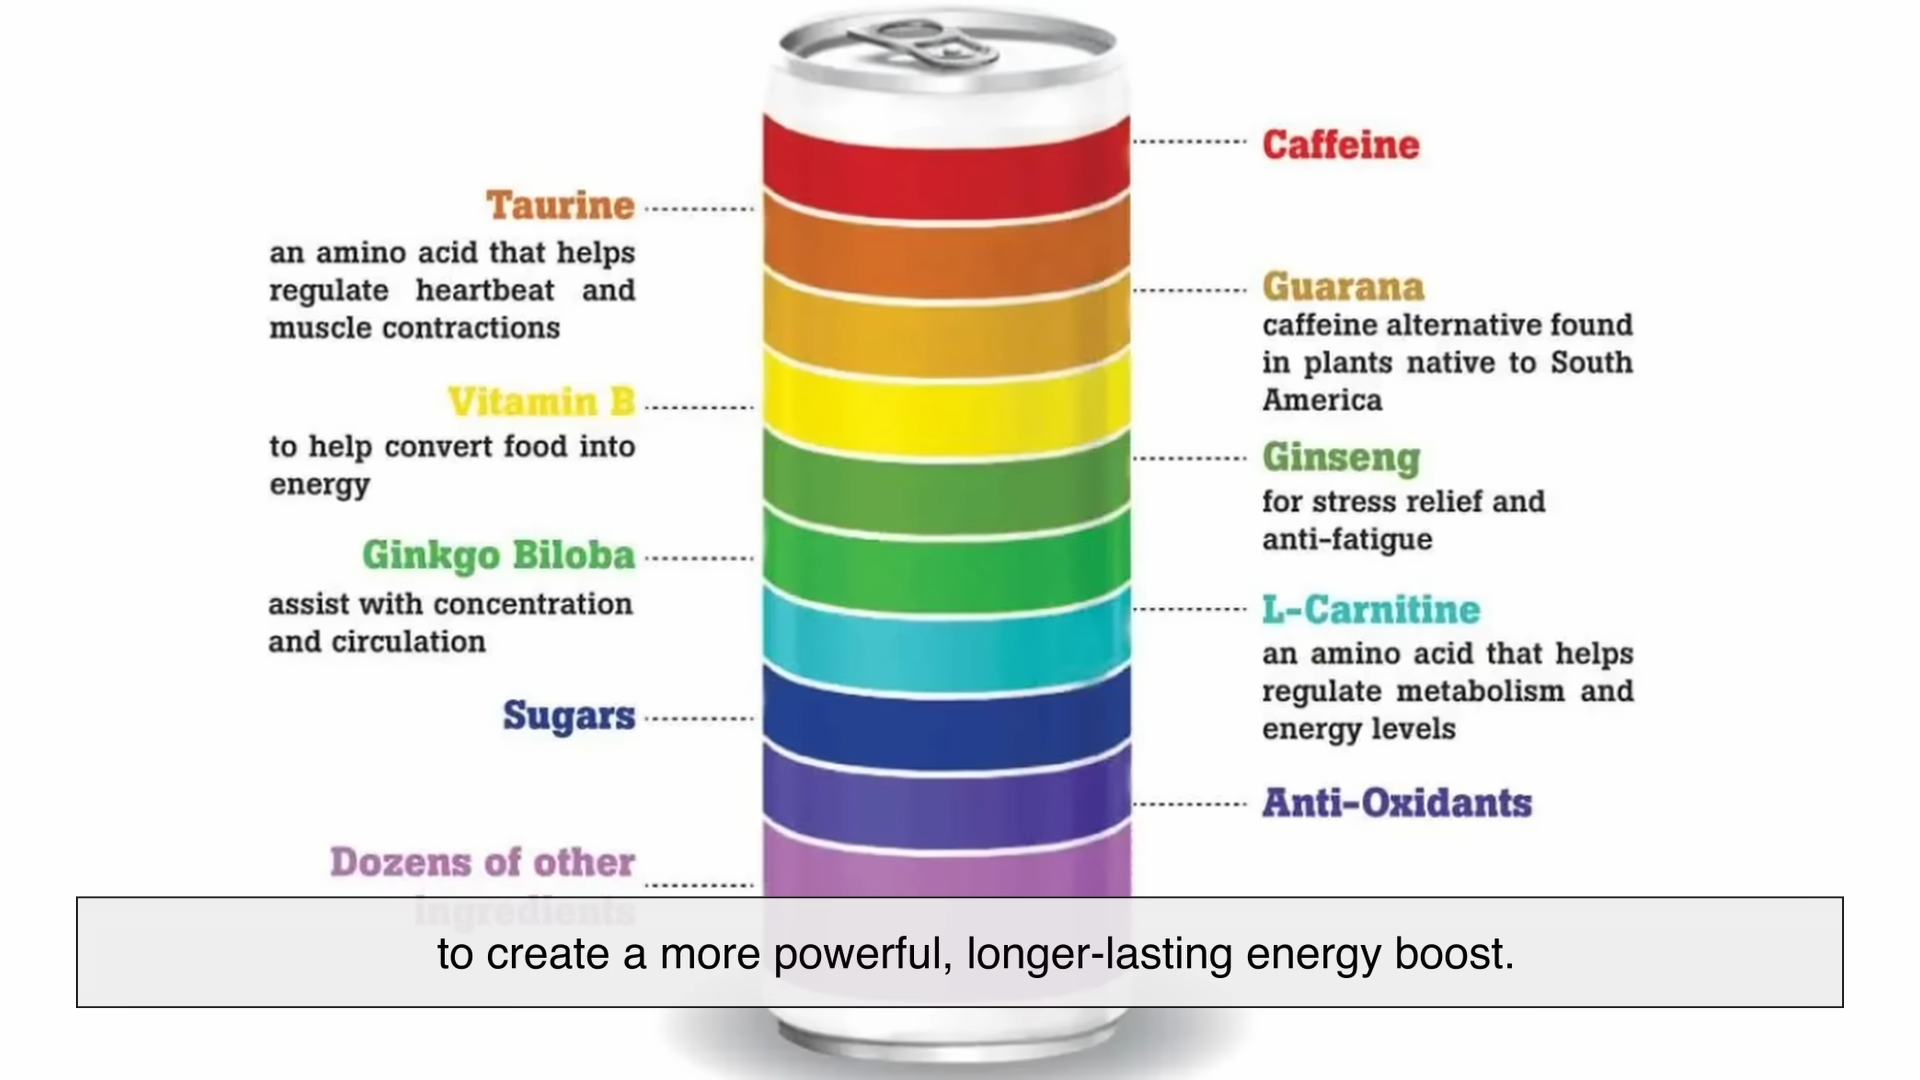 Caffeine
Taurine
an amino acid that helps
regulate heartbeat and
muscle contractions
Guarana
caffeine alternative found
in plants native to South
America
Vitamin B
to help convert food into
energy
Ginseng
for stress relief and
anti-fatigue
Ginkgo Biloba
assist with concentration
and circulation
L-Carnitine
an amino acid that helps
regulate metabolism and
energy levels
Sugars
Anti-Oxidants
Dozens of other
ingredients
to create a more powerful, longer-lasting energy boost.